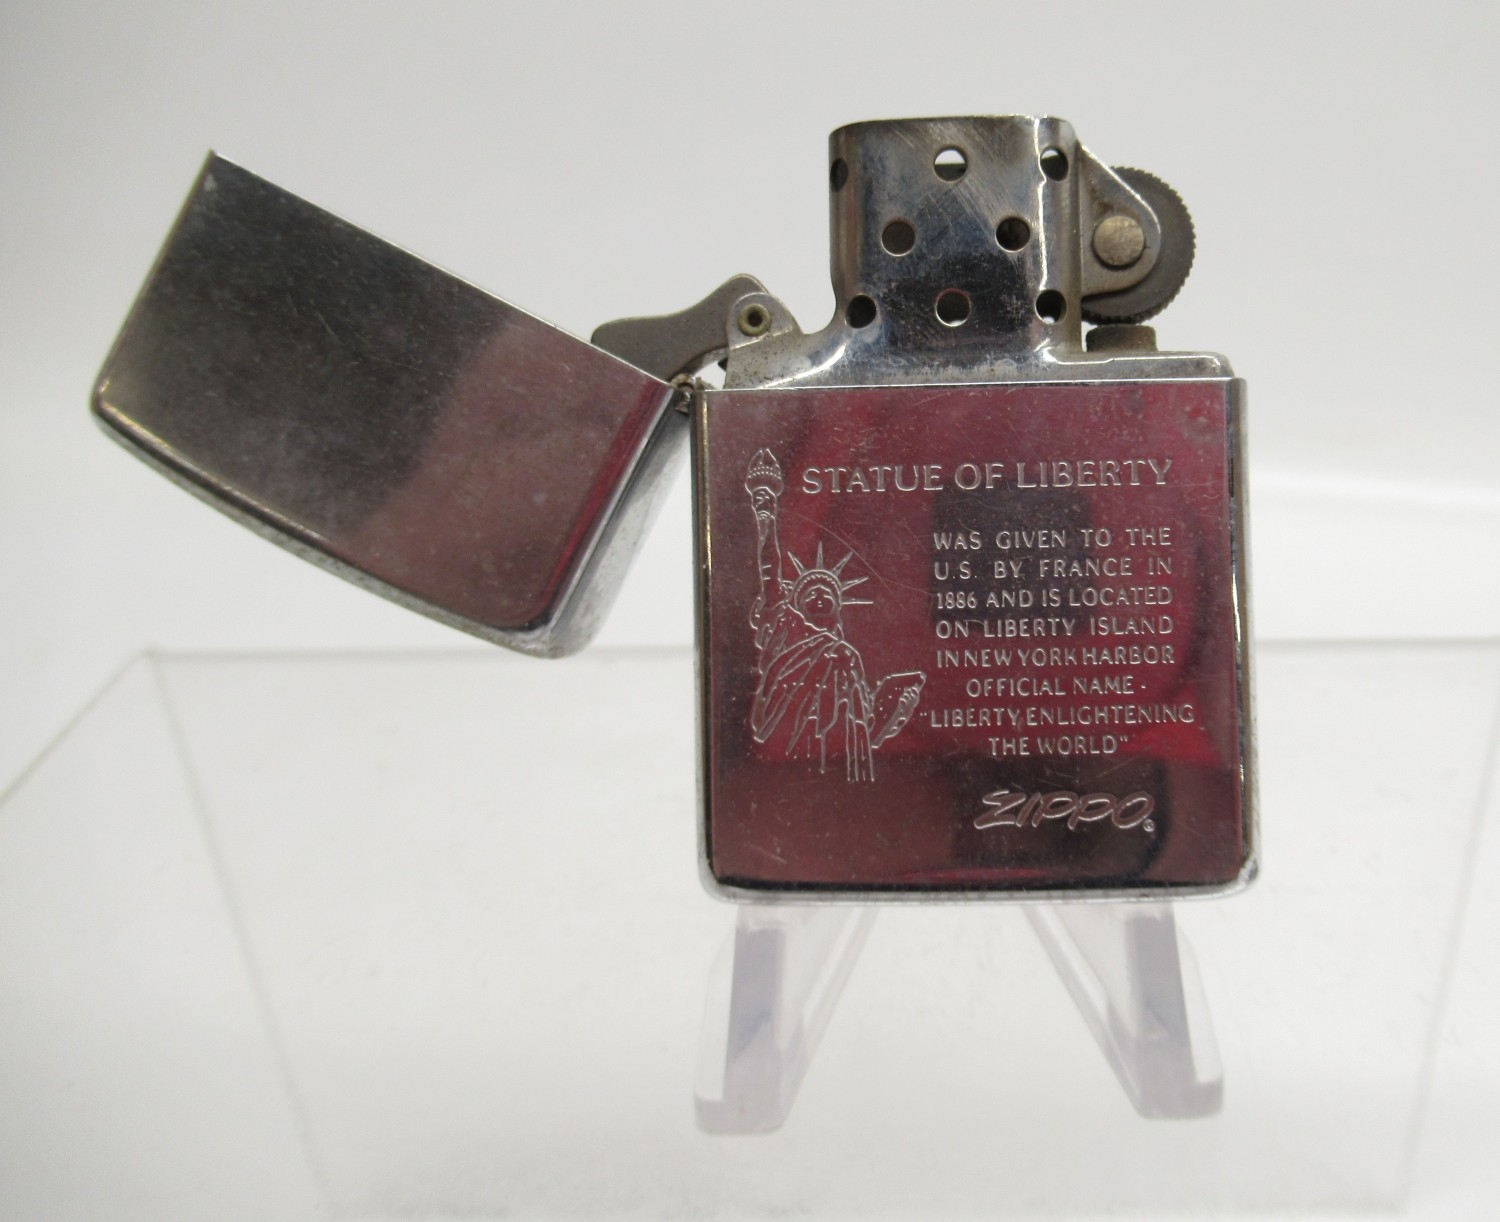 STATUE OF LIBERTY
WAS GIVEN TO THE
U.S. BY FRANCE IN
1886 AND IS LOCATED
ON LIBERTY ISLAND
IN NEW YORK HARBOR
OFFICIAL NAME -
"LIBERTY ENLIGHTENING
THE WORLD"
ZIPPO®